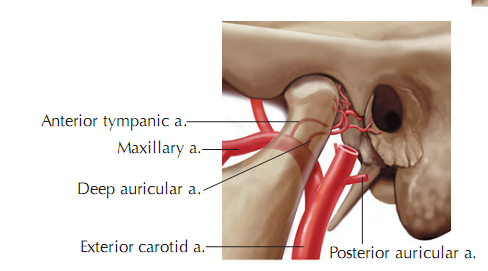 Anterior tympanic a.
Maxillary a.
Deep auricular a.
Exterior carotid a.
Posterior auricular a.